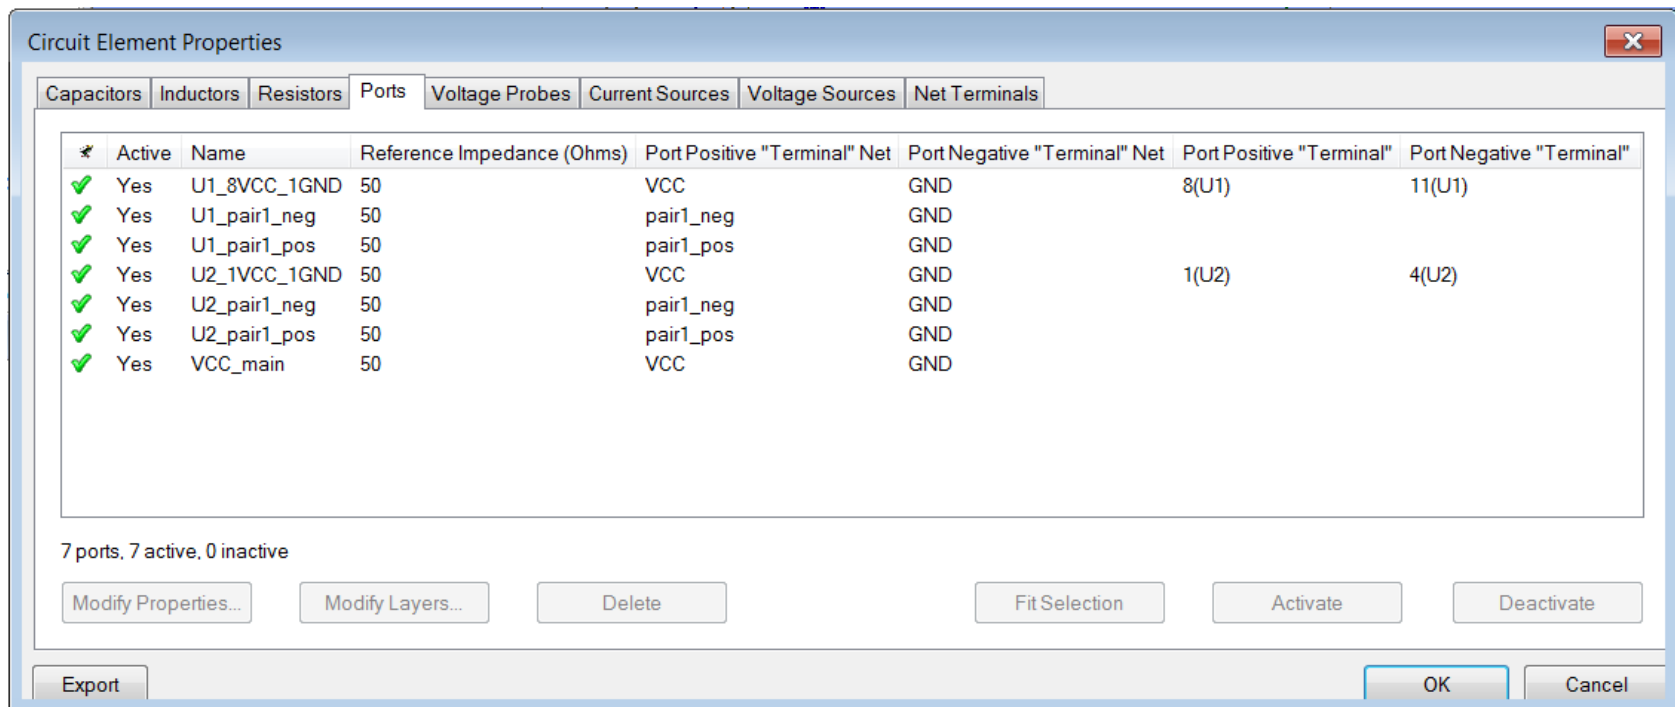 Circuit Element Properties
Capacitors Inductors Resistors Ports Voltage Probes Current Sources Voltage Sources Net Terminals
Active Name Reference Impedance (Ohms) Port Positive "Terminal" Net Port Negative "Terminal" Net Port Positive "Terminal" Port Negative "Terminal"
Yes U1_8VCC_1GND 50 VCC GND 8(U1) 11(U1)
Yes U1_pair1_neg 50 pair1_neg GND
Yes U1_pair1_pos 50 pair1_pos GND
Yes U2_1VCC_1GND 50 VCC GND 1(U2) 4(U2)
Yes U2_pair1_neg 50 pair1_neg GND
Yes U2_pair1_pos 50 pair1_pos GND
Yes VCC_main 50 VCC GND
7 ports, 7 active, 0 inactive
Modify Properties... Modify Layers... Delete Fit Selection Activate Deactivate
Export OK Cancel